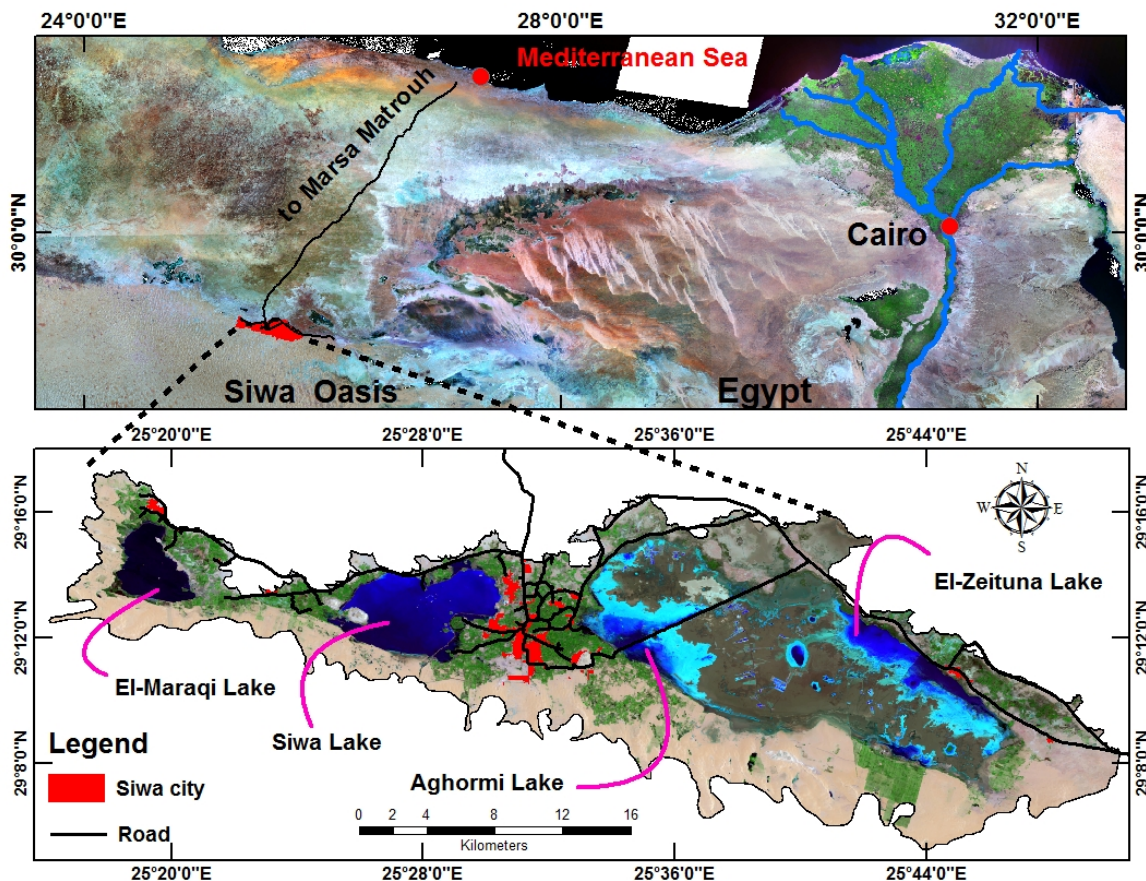 24°0'0"E 28°0'0"E 32°0'0"E
Mediterranean Sea
to Marsa Matrouh
30°0'0"N
Cairo
30°0'0"N
Siwa Oasis
Egypt
25°20'0"E 25°28'0"E 25°36'0"E 25°44'0"E
29°16'0"N
29°12'0"N
29°8'0"N
N
W E
S
El-Zeituna Lake
El-Maraqi Lake
Siwa Lake
Aghormi Lake
Legend
Siwa city
Road
0 2 4 8 12 16
Kilometers
29°16'0"N
29°12'0"N
29°8'0"N
25°20'0"E 25°28'0"E 25°36'0"E 25°44'0"E